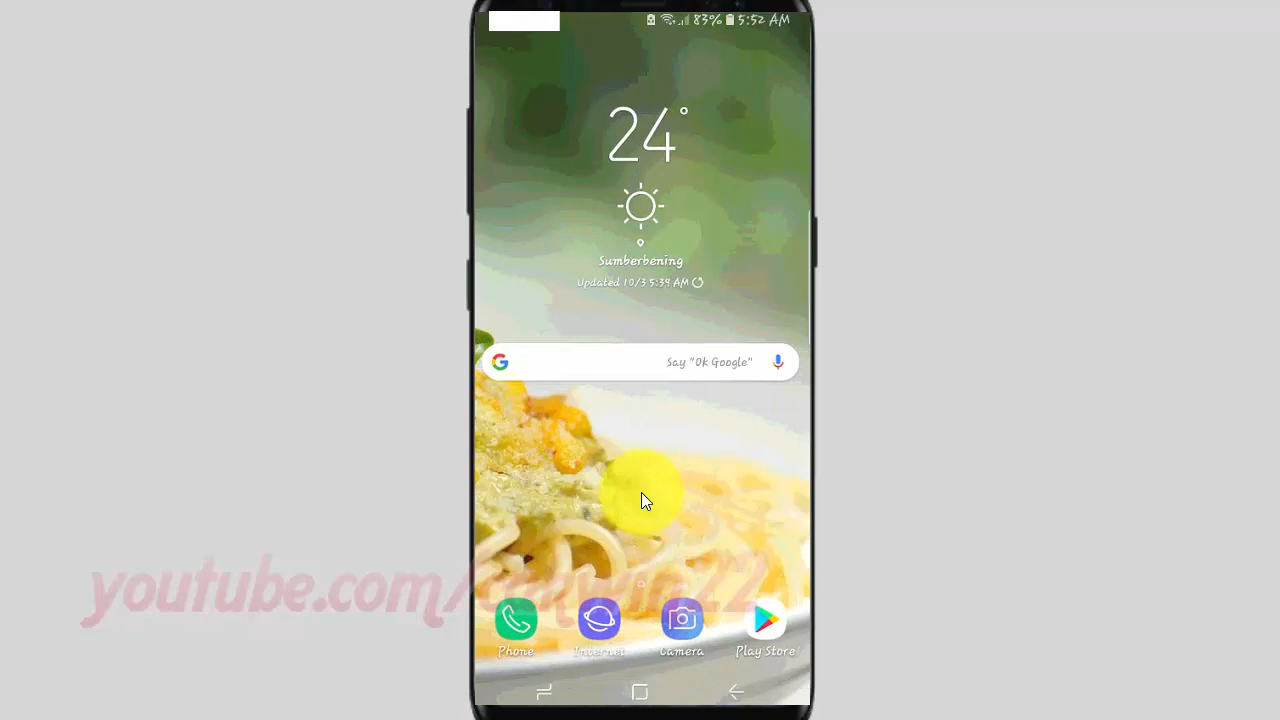 83% 5:52 AM
24°
Sumberbening
Updated 10/3 5:39 AM
Say "Ok Google"
youtube.com/
Phone
Internet
Camera
Play Store